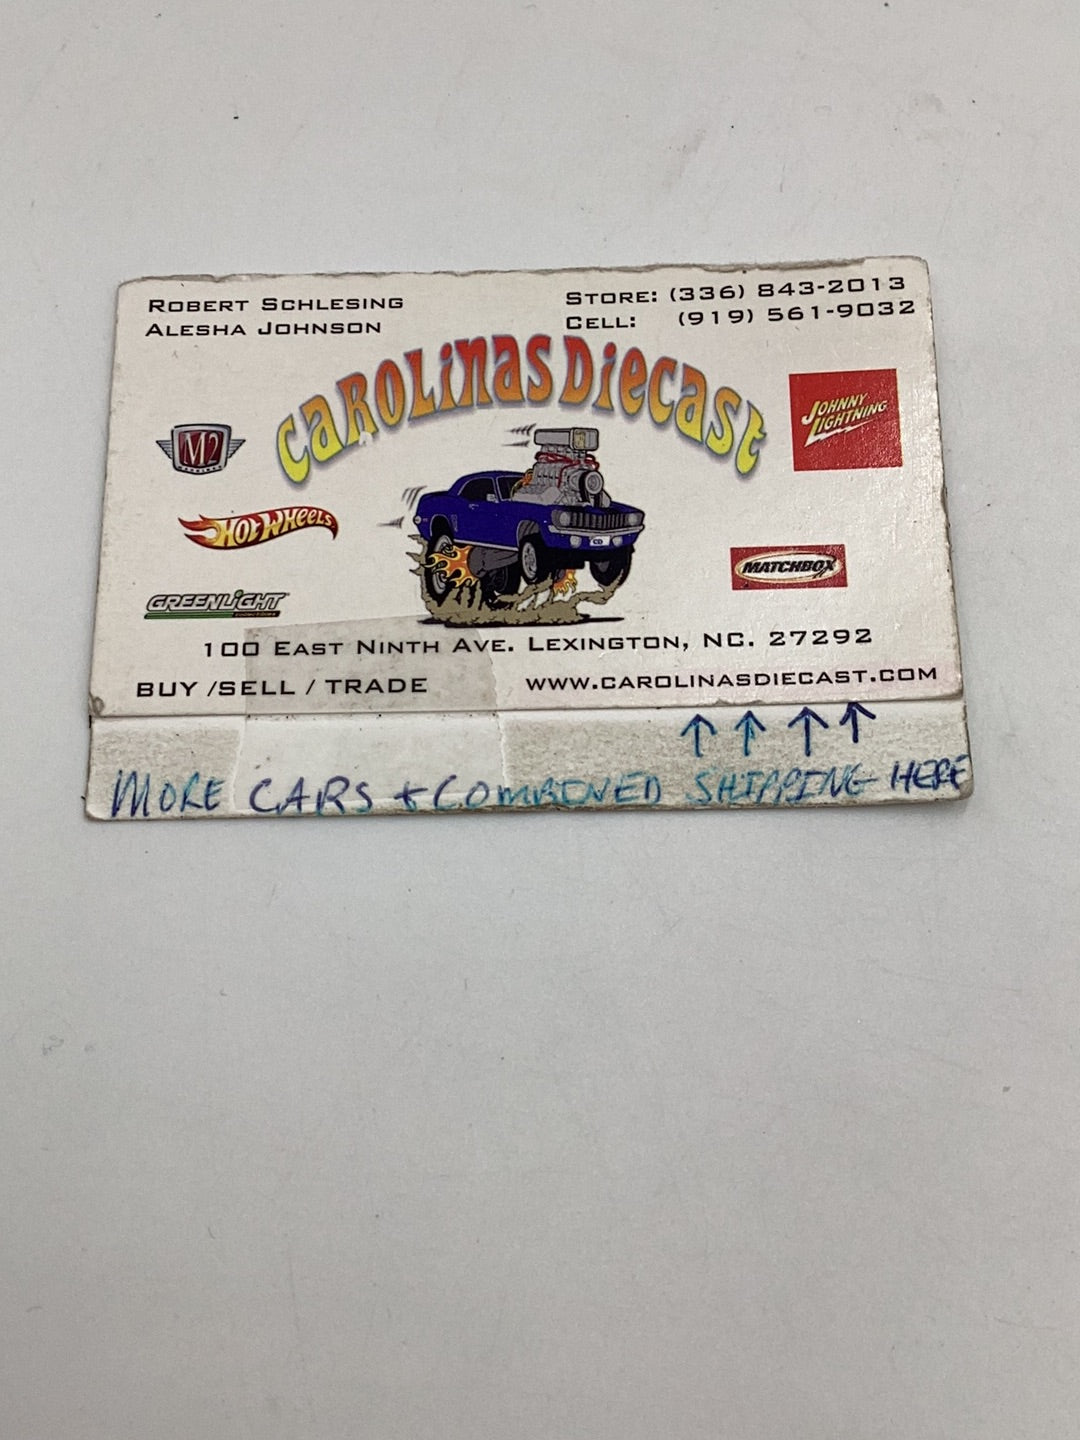 ROBERT SCHLESING
ALESHA JOHNSON
STORE: (336) 843-2013
CELL: (919) 561-9032
CAROLINAS DIECAST
M2
MACHINES
JOHNNY
LIGHTNING
HOT WHEELS
MATCHBOX
GREENLIGHT
CD
100 EAST NINTH AVE. LEXINGTON, NC. 27292
BUY /SELL / TRADE
WWW.CAROLINASDIECAST.COM
↑ ↑ ↑ ↑
MORE CARS + COMBINED SHIPPING HERE